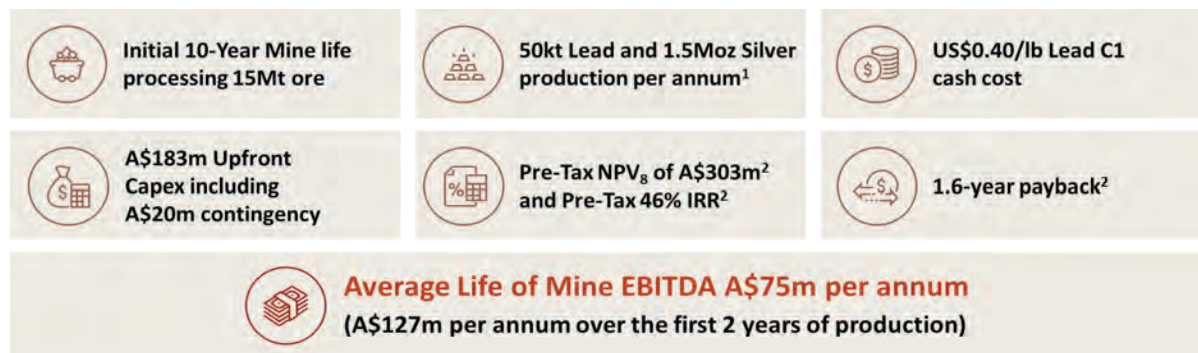 Initial 10-Year Mine life
processing 15Mt ore
50kt Lead and 1.5Moz Silver
production per annum¹
US$0.40/lb Lead C1
cash cost
A$183m Upfront
Capex including
A$20m contingency
Pre-Tax NPV₈ of A$303m²
and Pre-Tax 46% IRR²
1.6-year payback²
Average Life of Mine EBITDA A$75m per annum
(A$127m per annum over the first 2 years of production)